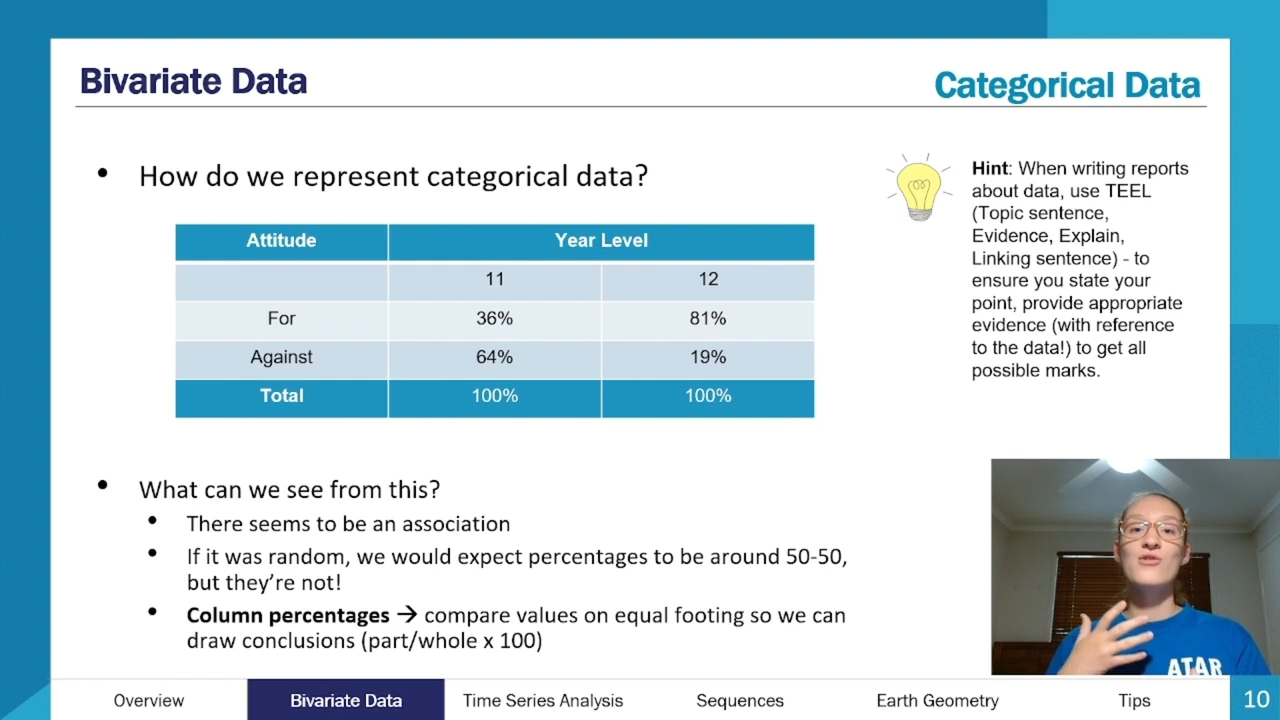 Bivariate Data
Categorical Data
• How do we represent categorical data?
Attitude Year Level
11 12
For 36% 81%
Against 64% 19%
Total 100% 100%
Hint: When writing reports
about data, use TEEL
(Topic sentence,
Evidence, Explain,
Linking sentence) - to
ensure you state your
point, provide appropriate
evidence (with reference
to the data!) to get all
possible marks.
• What can we see from this?
• There seems to be an association
• If it was random, we would expect percentages to be around 50-50,
but they're not!
• Column percentages → compare values on equal footing so we can
draw conclusions (part/whole x 100)
ATAR
Overview Bivariate Data Time Series Analysis Sequences Earth Geometry Tips 10